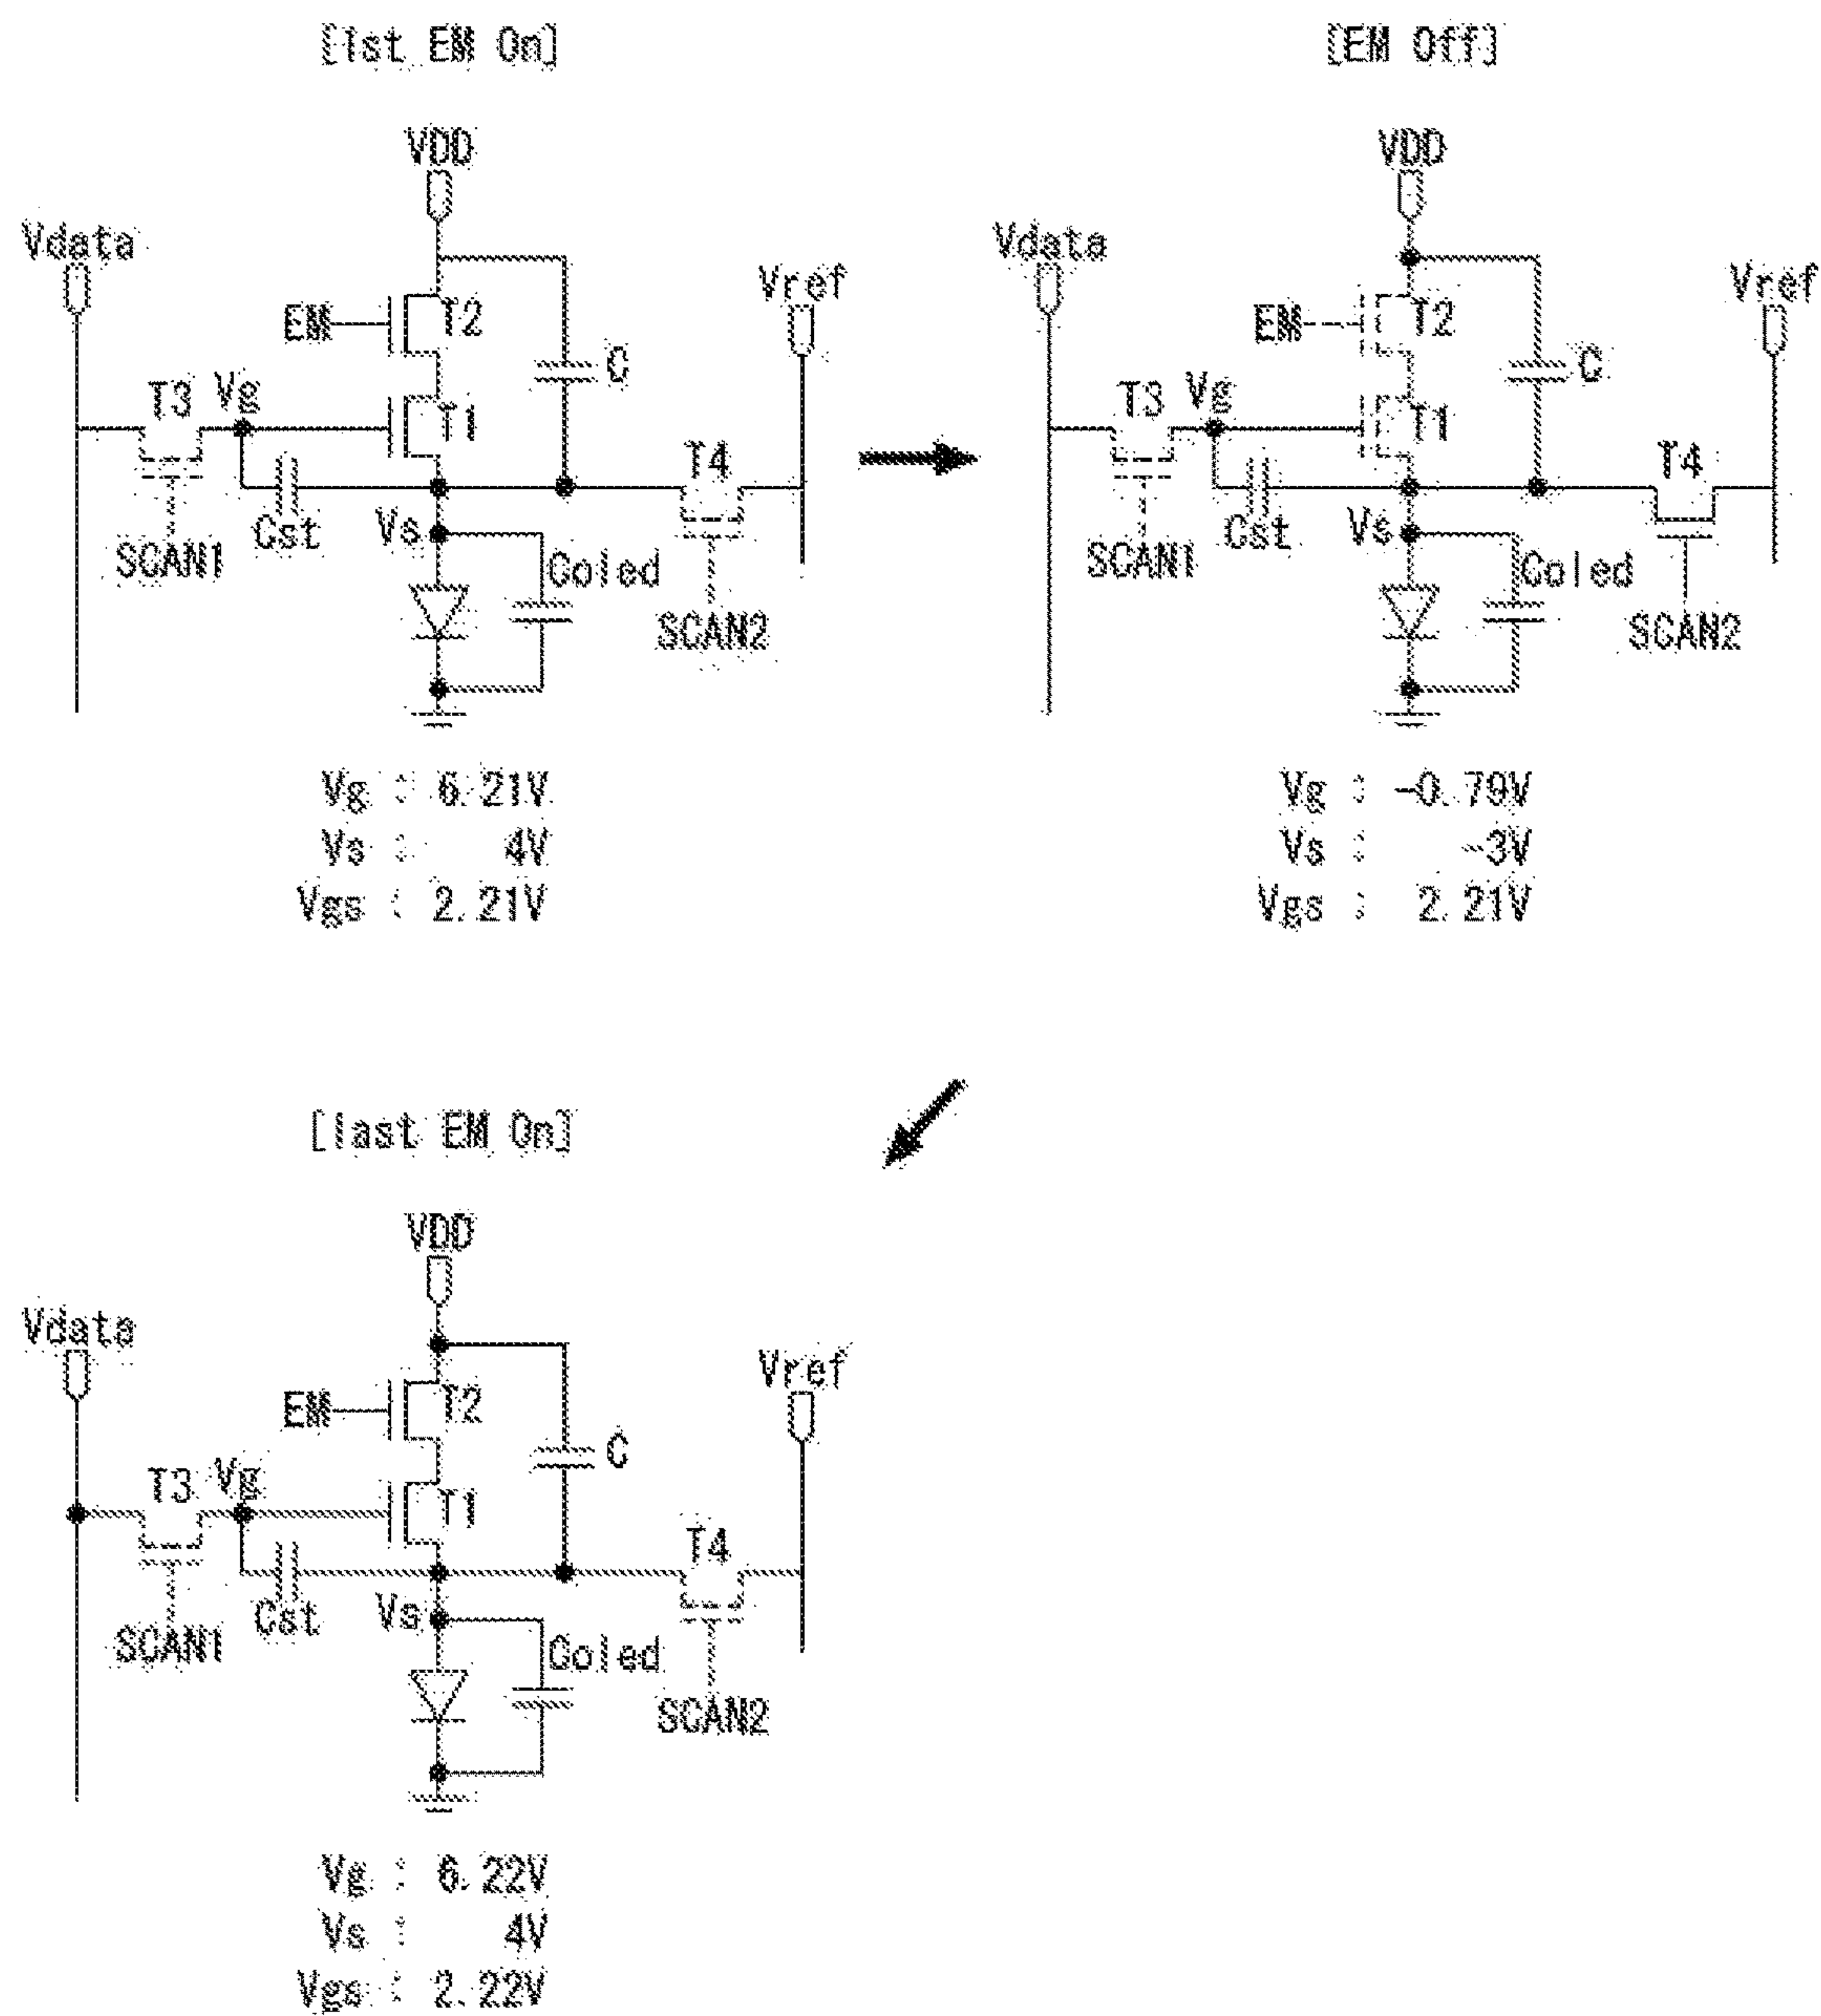 [1st EM On]
VDD
Vdata
Vref
EM
T2
C
T3
Vg
T1
T4
Cst
Vs
SCAN1
Coled
SCAN2
Vg : 6.21V
Vs : 4V
Vgs : 2.21V
[EM Off]
VDD
Vdata
Vref
EM
T2
C
T3
Vg
T1
T4
Cst
Vs
SCAN1
Coled
SCAN2
Vg : -0.79V
Vs : -3V
Vgs : 2.21V
[last EM On]
VDD
Vdata
Vref
EM
T2
C
T3
Vg
T1
T4
Cst
Vs
SCAN1
Coled
SCAN2
Vg : 6.22V
Vs : 4V
Vgs : 2.22V